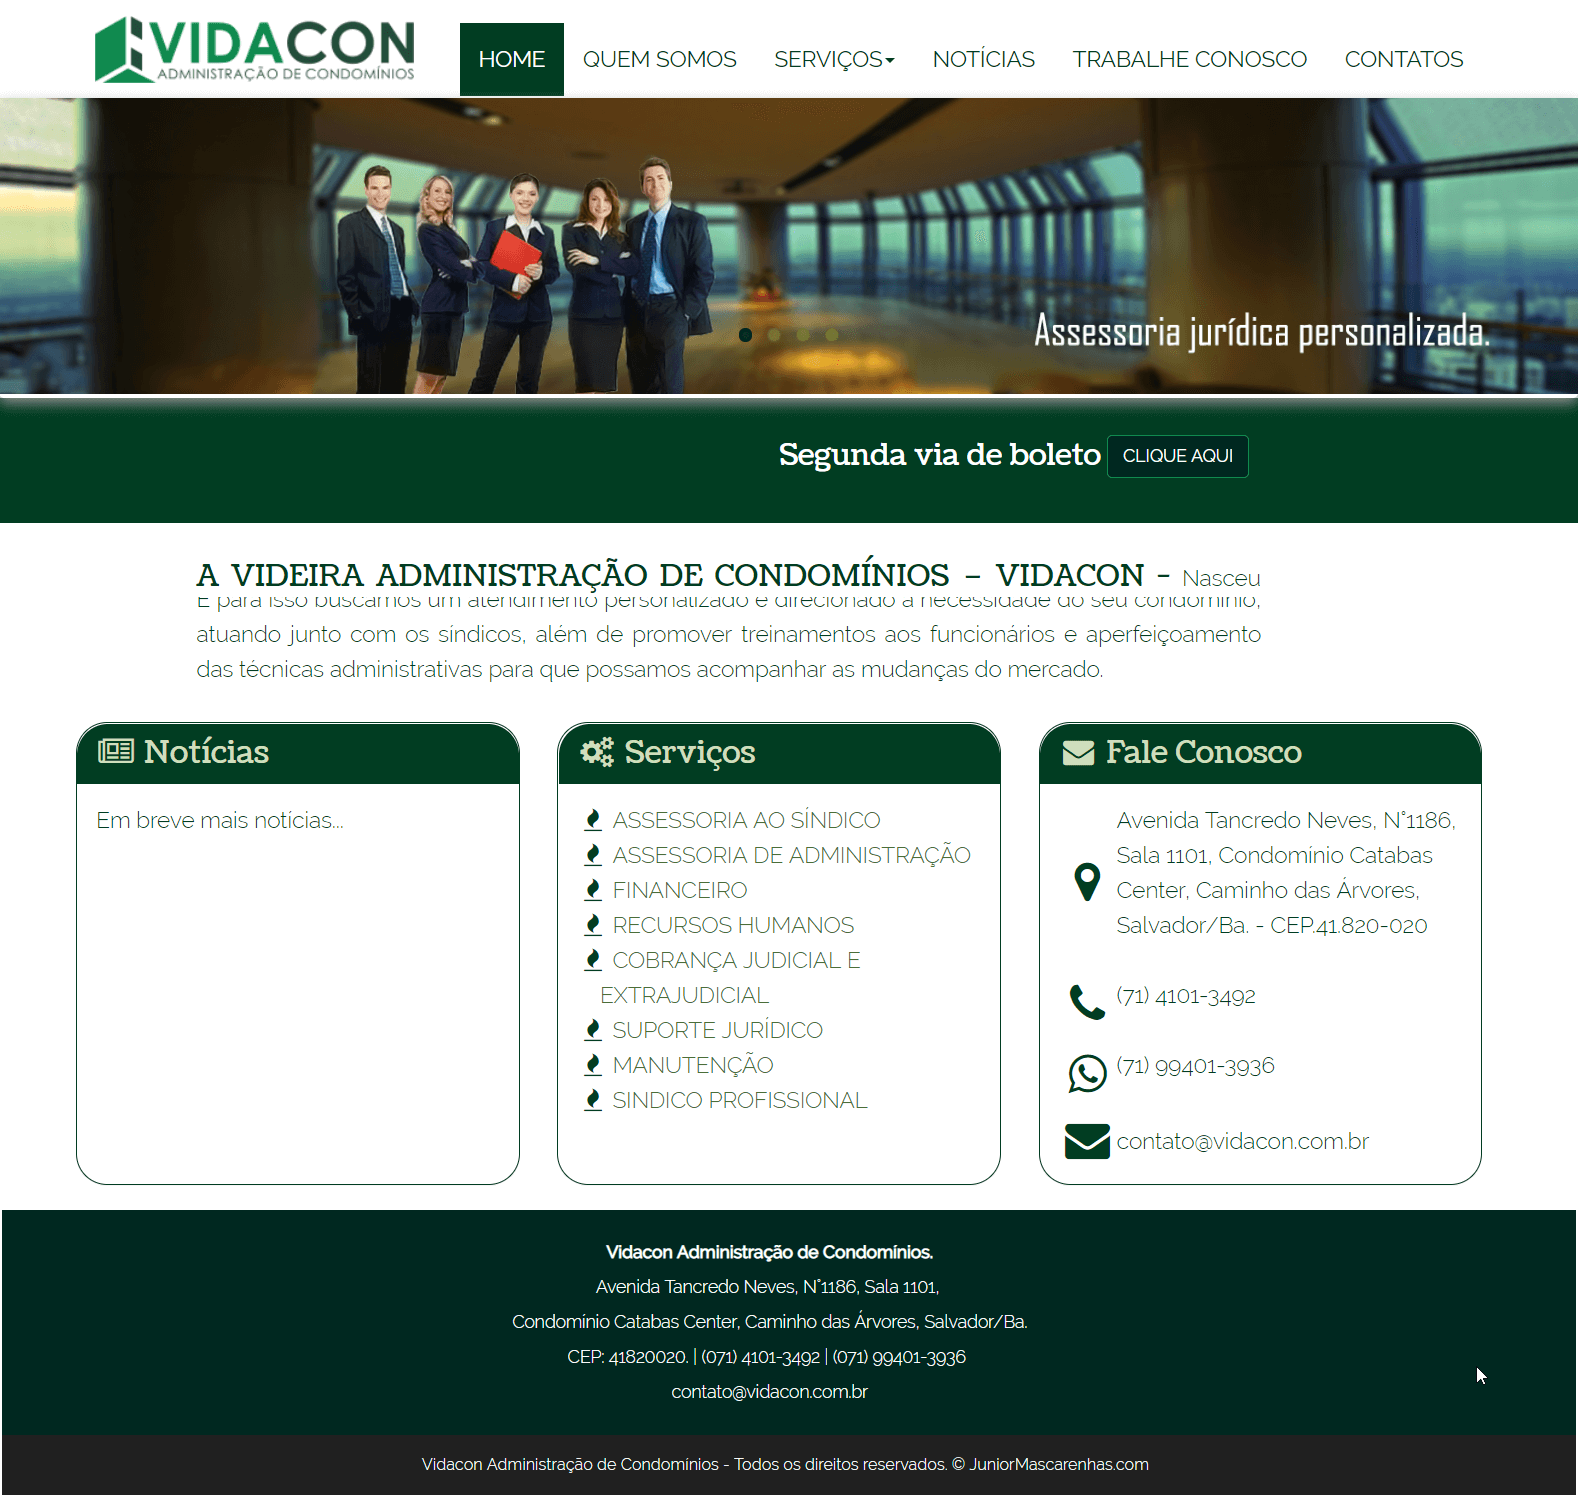 VIDACON
ADMINISTRAÇÃO DE CONDOMÍNIOS
HOME QUEM SOMOS SERVIÇOS NOTÍCIAS TRABALHE CONOSCO CONTATOS
Assessoria jurídica personalizada.
Segunda via de boleto CLIQUE AQUI
A VIDEIRA ADMINISTRAÇÃO DE CONDOMÍNIOS – VIDACON - Nasceu
E para isso buscamos um atendimento personalizado e direcionado a necessidade do seu condomínio,
atuando junto com os síndicos, além de promover treinamentos aos funcionários e aperfeiçoamento
das técnicas administrativas para que possamos acompanhar as mudanças do mercado.
Notícias
Em breve mais notícias...
Serviços
ASSESSORIA AO SÍNDICO
ASSESSORIA DE ADMINISTRAÇÃO
FINANCEIRO
RECURSOS HUMANOS
COBRANÇA JUDICIAL E
EXTRAJUDICIAL
SUPORTE JURÍDICO
MANUTENÇÃO
SINDICO PROFISSIONAL
Fale Conosco
Avenida Tancredo Neves, N°1186,
Sala 1101, Condomínio Catabas
Center, Caminho das Árvores,
Salvador/Ba. - CEP.41.820-020
(71) 4101-3492
(71) 99401-3936
contato@vidacon.com.br
Vidacon Administração de Condomínios.
Avenida Tancredo Neves, N°1186, Sala 1101,
Condomínio Catabas Center, Caminho das Árvores, Salvador/Ba.
CEP: 41820020. | (071) 4101-3492 | (071) 99401-3936
contato@vidacon.com.br
Vidacon Administração de Condomínios - Todos os direitos reservados. © JuniorMascarenhas.com